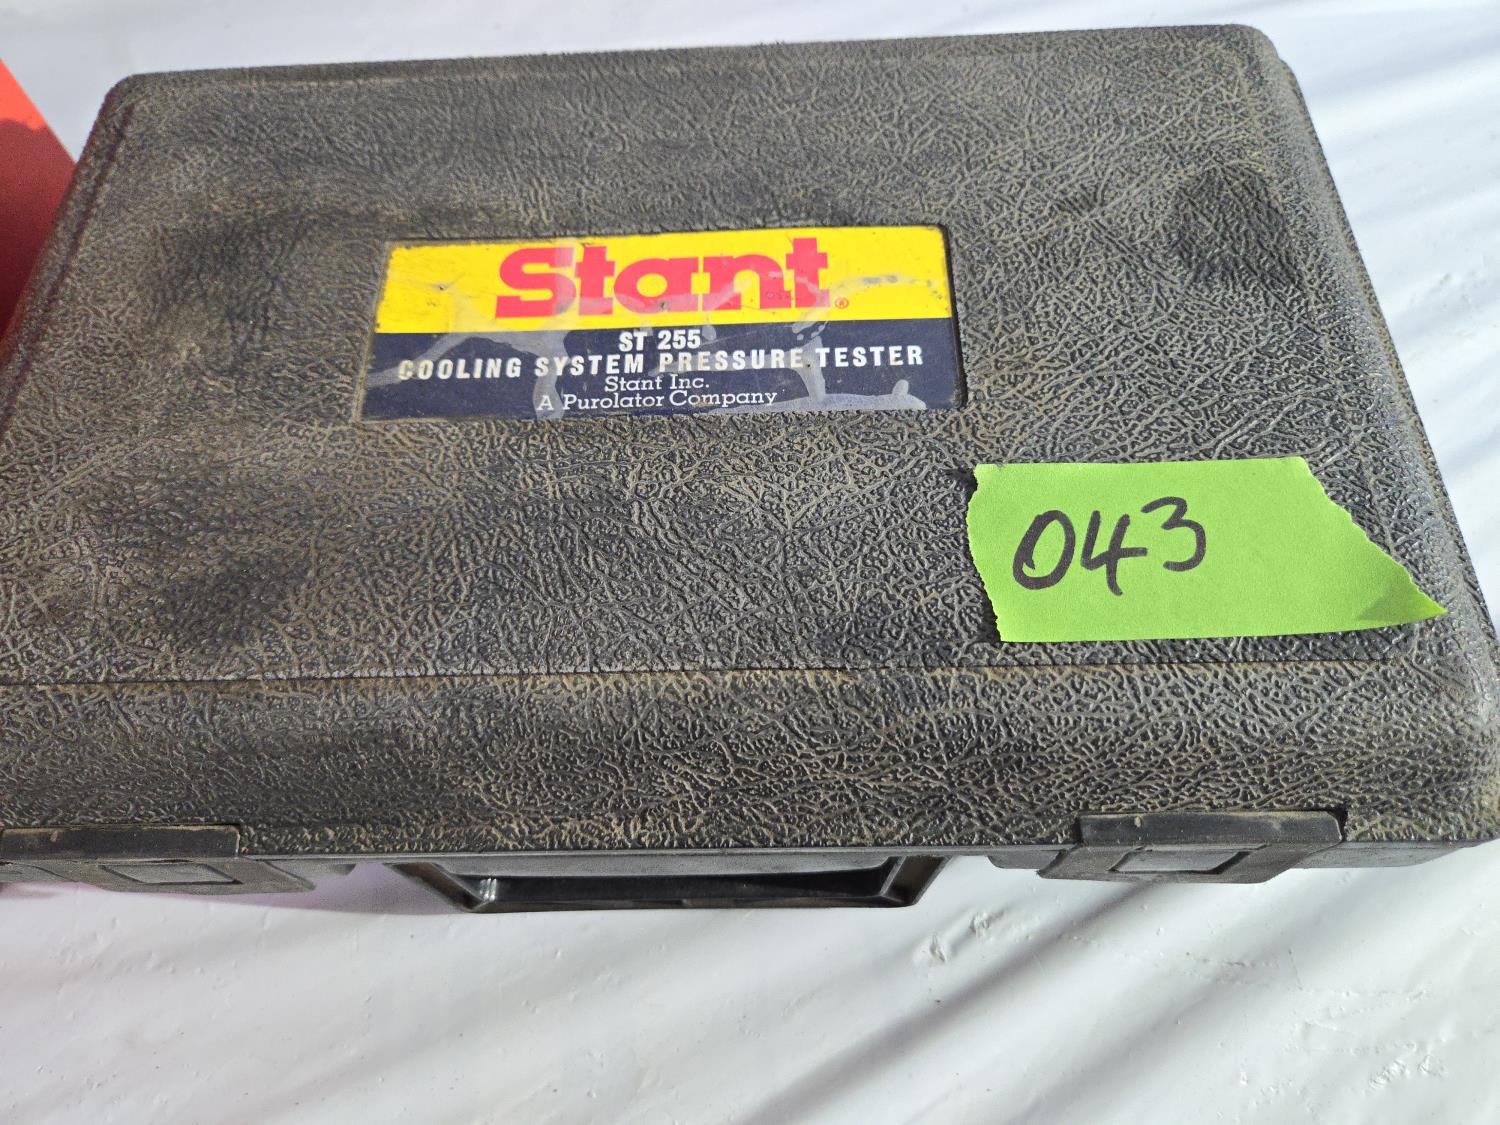 Stant®
ST 255
COOLING SYSTEM PRESSURE TESTER
Stant Inc.
A Purolator Company
043